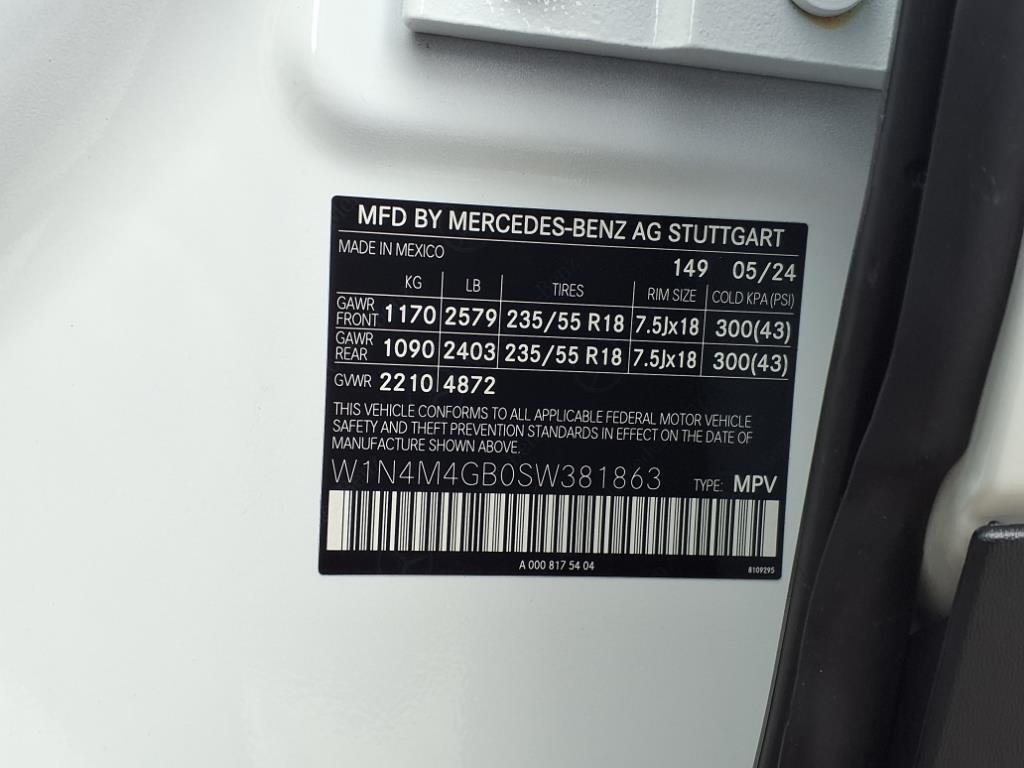 MFD BY MERCEDES-BENZ AG STUTTGART
MADE IN MEXICO
149 05/24
KG LB TIRES RIM SIZE COLD KPA (PSI)
GAWR FRONT 1170 2579 235/55 R18 7.5Jx18 300(43)
GAWR REAR 1090 2403 235/55 R18 7.5Jx18 300(43)
GVWR 2210 4872
THIS VEHICLE CONFORMS TO ALL APPLICABLE FEDERAL MOTOR VEHICLE
SAFETY AND THEFT PREVENTION STANDARDS IN EFFECT ON THE DATE OF
MANUFACTURE SHOWN ABOVE.
W1N4M4GB0SW381863 TYPE: MPV
A 000 817 54 04 8109295